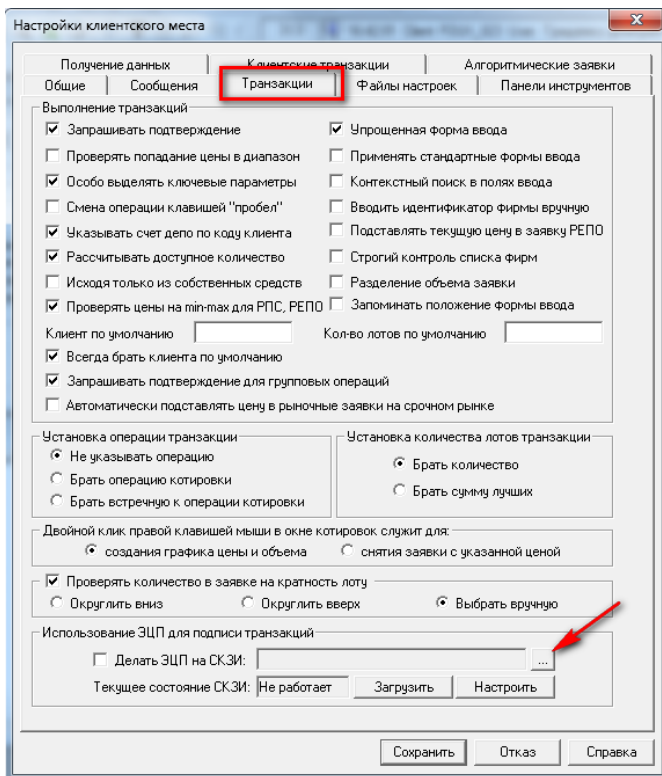 Настройки клиентского места
Получение данных Клиентские транзакции Алгоритмические заявки
Общие Сообщения Транзакции Файлы настроек Панели инструментов
Выполнение транзакций
Запрашивать подтверждение Упрощенная форма ввода
Проверять попадание цены в диапазон Применять стандартные формы ввода
Особо выделять ключевые параметры Контекстный поиск в полях ввода
Смена операции клавишей "пробел" Вводить идентификатор фирмы вручную
Указывать счет депо по коду клиента Подставлять текущую цену в заявку РЕПО
Рассчитывать доступное количество Строгий контроль списка фирм
Исходя только из собственных средств Разделение объема заявки
Проверять цены на min-max для РПС, РЕПО Запоминать положение формы ввода
Клиент по умолчанию Кол-во лотов по умолчанию
Всегда брать клиента по умолчанию
Запрашивать подтверждение для групповых операций
Автоматически подставлять цену в рыночные заявки на срочном рынке
Установка операции транзакции Установка количества лотов транзакции
Не указывать операцию
Брать количество
Брать операцию котировки
Брать сумму лучших
Брать встречную к операции котировки
Двойной клик правой клавишей мыши в окне котировок служит для:
создания графика цены и объема снятия заявки с указанной ценой
Проверять количество в заявке на кратность лоту
Округлить вниз Округлить вверх Выбрать вручную
Использование ЭЦП для подписи транзакций
Делать ЭЦП на СКЗИ: ...
Текущее состояние СКЗИ: Не работает Загрузить Настроить
Сохранить Отказ Справка